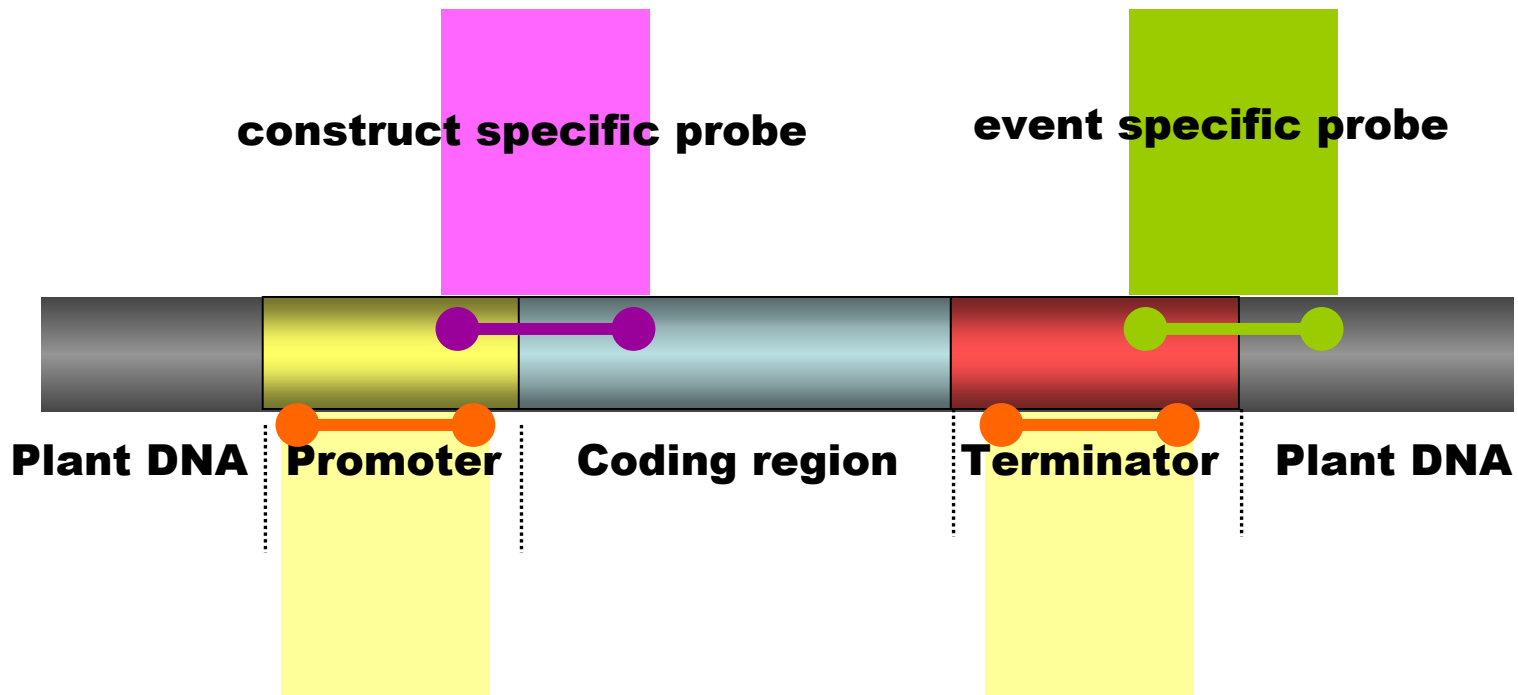 construct specific probe
event specific probe
Plant DNA
Promoter
Coding region
Terminator
Plant DNA